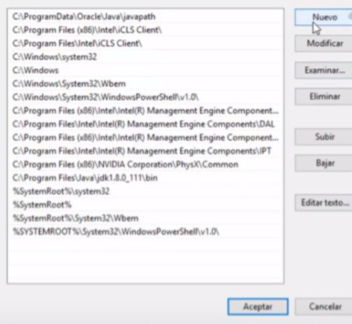 C:\ProgramData\Oracle\Java\javapath
C:\Program Files (x86)\Intel\iCLS Client\
C:\Program Files\Intel\iCLS Client\
C:\Windows\system32
C:\Windows
C:\Windows\System32\Wbem
C:\Windows\System32\WindowsPowerShell\v1.0\
C:\Program Files (x86)\Intel\Intel(R) Management Engine Component...
C:\Program Files\Intel\Intel(R) Management Engine Components\DAL
C:\Program Files (x86)\Intel\Intel(R) Management Engine Component...
C:\Program Files\Intel\Intel(R) Management Engine Components\IPT
C:\Program Files (x86)\NVIDIA Corporation\PhysX\Common
C:\Program Files\Java\jdk1.8.0_111\bin
%SystemRoot%\system32
%SystemRoot%
%SystemRoot%\System32\Wbem
%SYSTEMROOT%\System32\WindowsPowerShell\v1.0\
Nuevo
Modificar
Examinar...
Eliminar
Subir
Bajar
Editar texto...
Aceptar
Cancelar